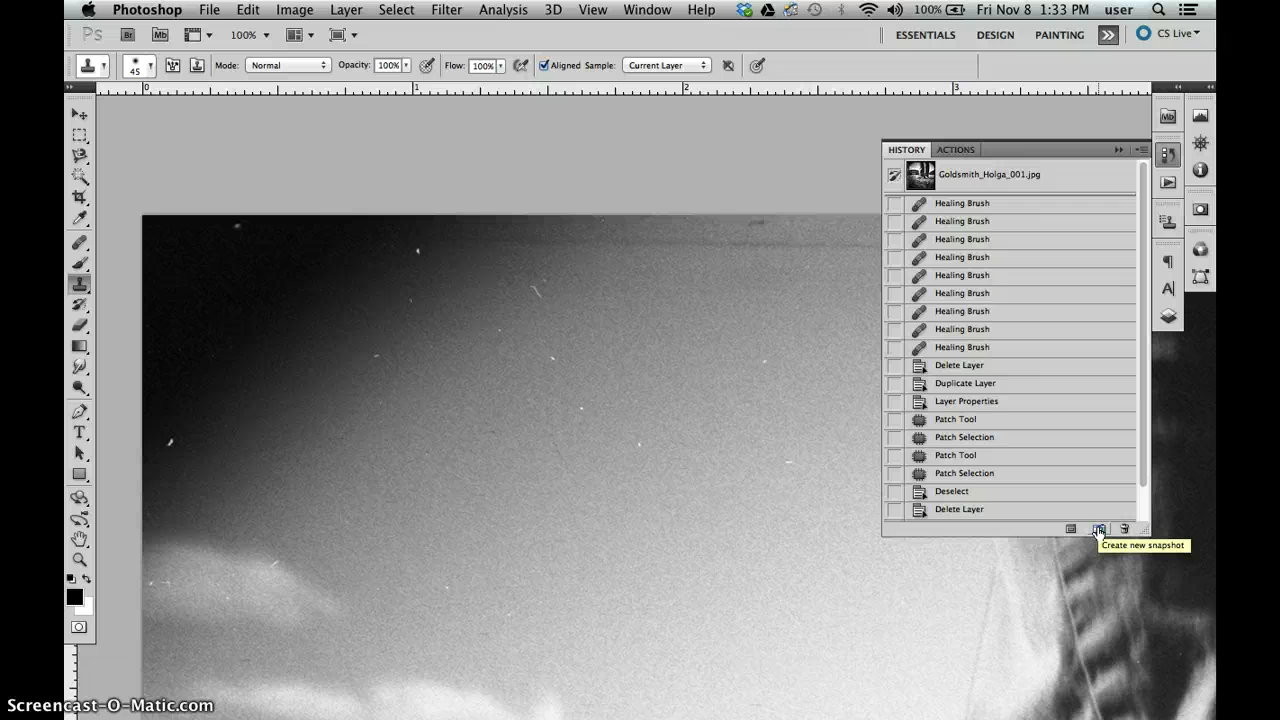 Photoshop File Edit Image Layer Select Filter Analysis 3D View Window Help 100% Fri Nov 8 1:33 PM user
Ps Br Mb 100% ESSENTIALS DESIGN PAINTING CS Live
45 Mode: Normal Opacity: 100% Flow: 100% Aligned Sample: Current Layer
0 1 2 3
HISTORY ACTIONS
Mb
Goldsmith_Holga_001.jpg
Healing Brush
Healing Brush
Healing Brush
Healing Brush
Healing Brush
Healing Brush
Healing Brush
Healing Brush
Healing Brush
Delete Layer
Duplicate Layer
Layer Properties
Patch Tool
Patch Selection
Patch Tool
Patch Selection
Deselect
Delete Layer
Create new snapshot
Screencast-O-Matic.com